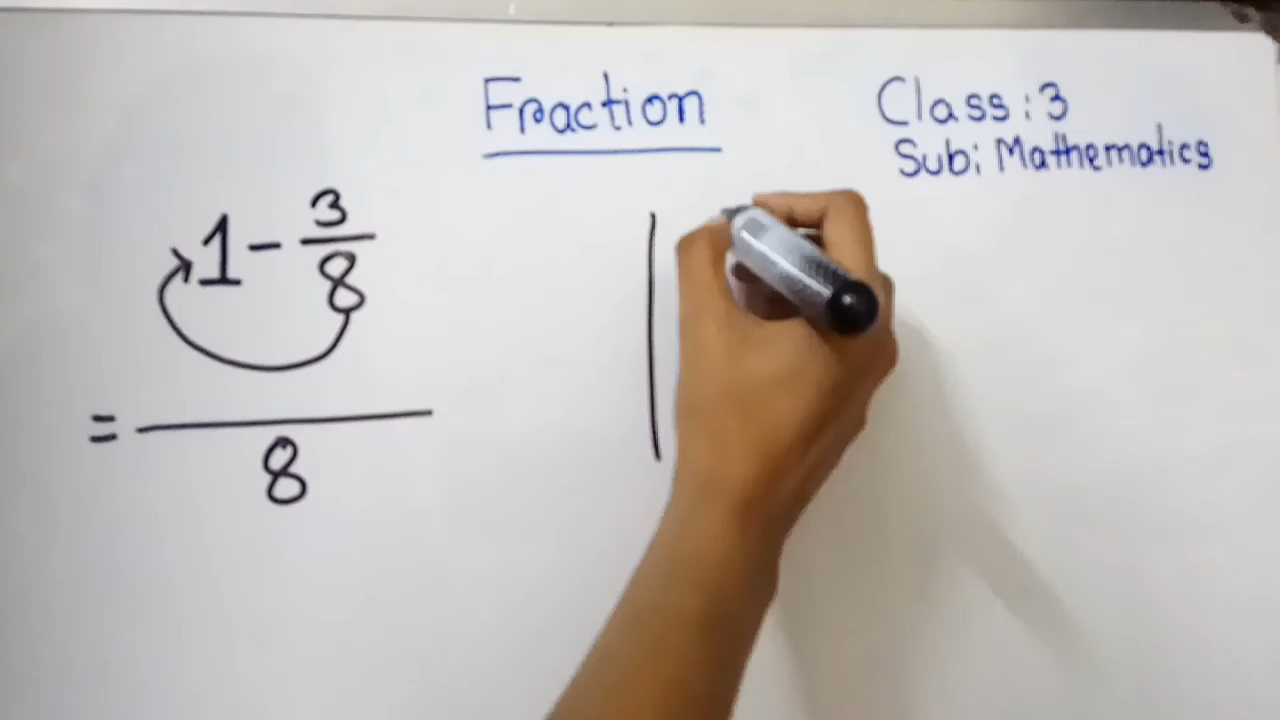 Fraction
Class: 3
Sub: Mathematics
1 - 3/8
= /8